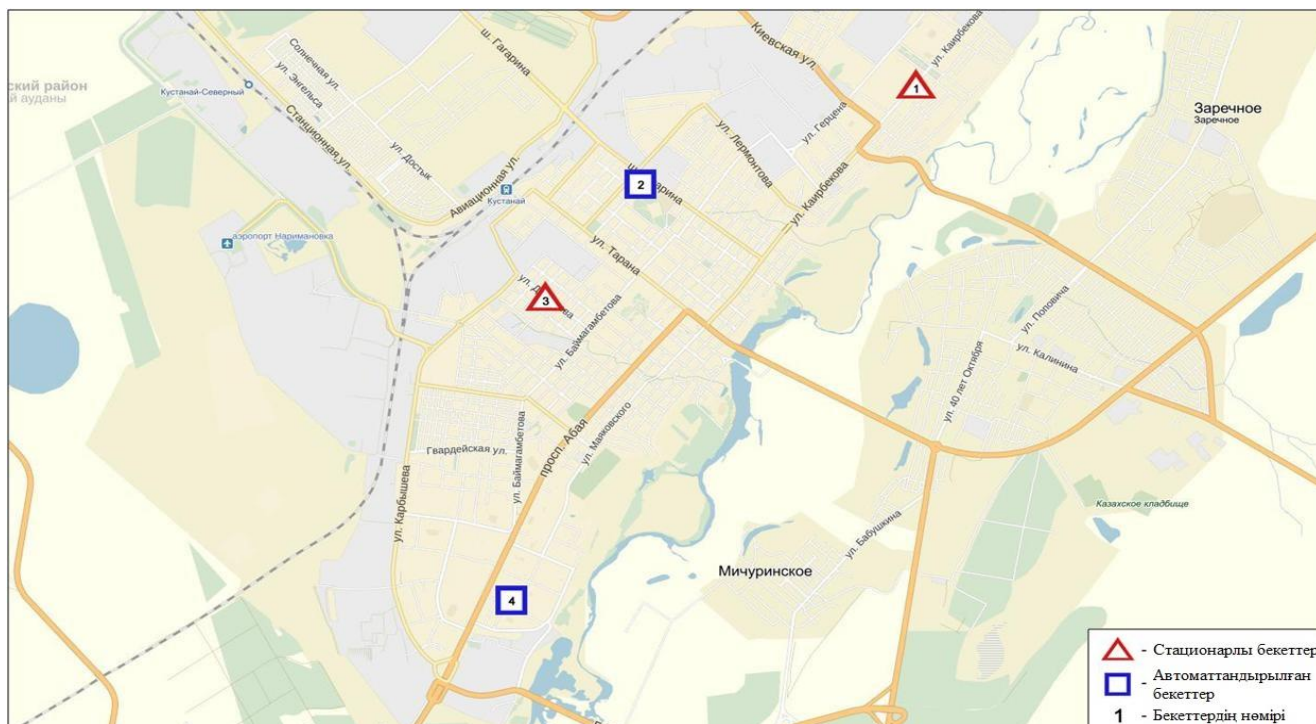 ский район
й ауданы
Кустанай-Северный
Солнечная ул.
ул. Энгельса
Станционная ул.
ул. Достык
ш. Гагарина
Авиационная ул.
Кустанай
аэропорт Наримановка
Киевская ул.
ул. Каирбекова
1
ул. Герцена
ул. Лермонтова
2
ул. Каирбекова
Заречное
Заречное
ул. Тарана
3
ул. Баймагамбетова
ул. Поповича
ул. Калинина
ул. 40 лет Октября
просп. Абая
ул. Маяковского
Гвардейская ул.
ул. Баймагамбетова
ул. Карбышева
Казахское кладбище
ул. Бабушкина
Мичуринское
4
- Стационарлы бекеттер
- Автоматтандырылған
бекеттер
1 - Бекеттердің нөмірі